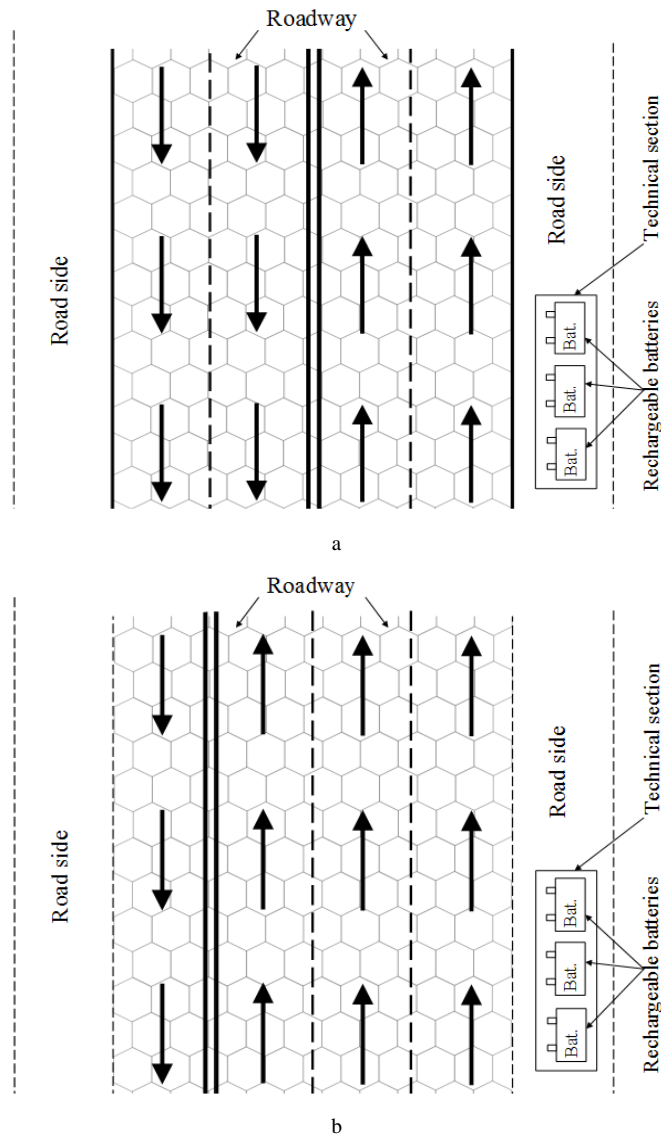 Roadway
Road side
Road side
Technical section
Rechargeable batteries
Bat.
Bat.
Bat.
a
Roadway
Road side
Road side
Technical section
Rechargeable batteries
Bat.
Bat.
Bat.
b